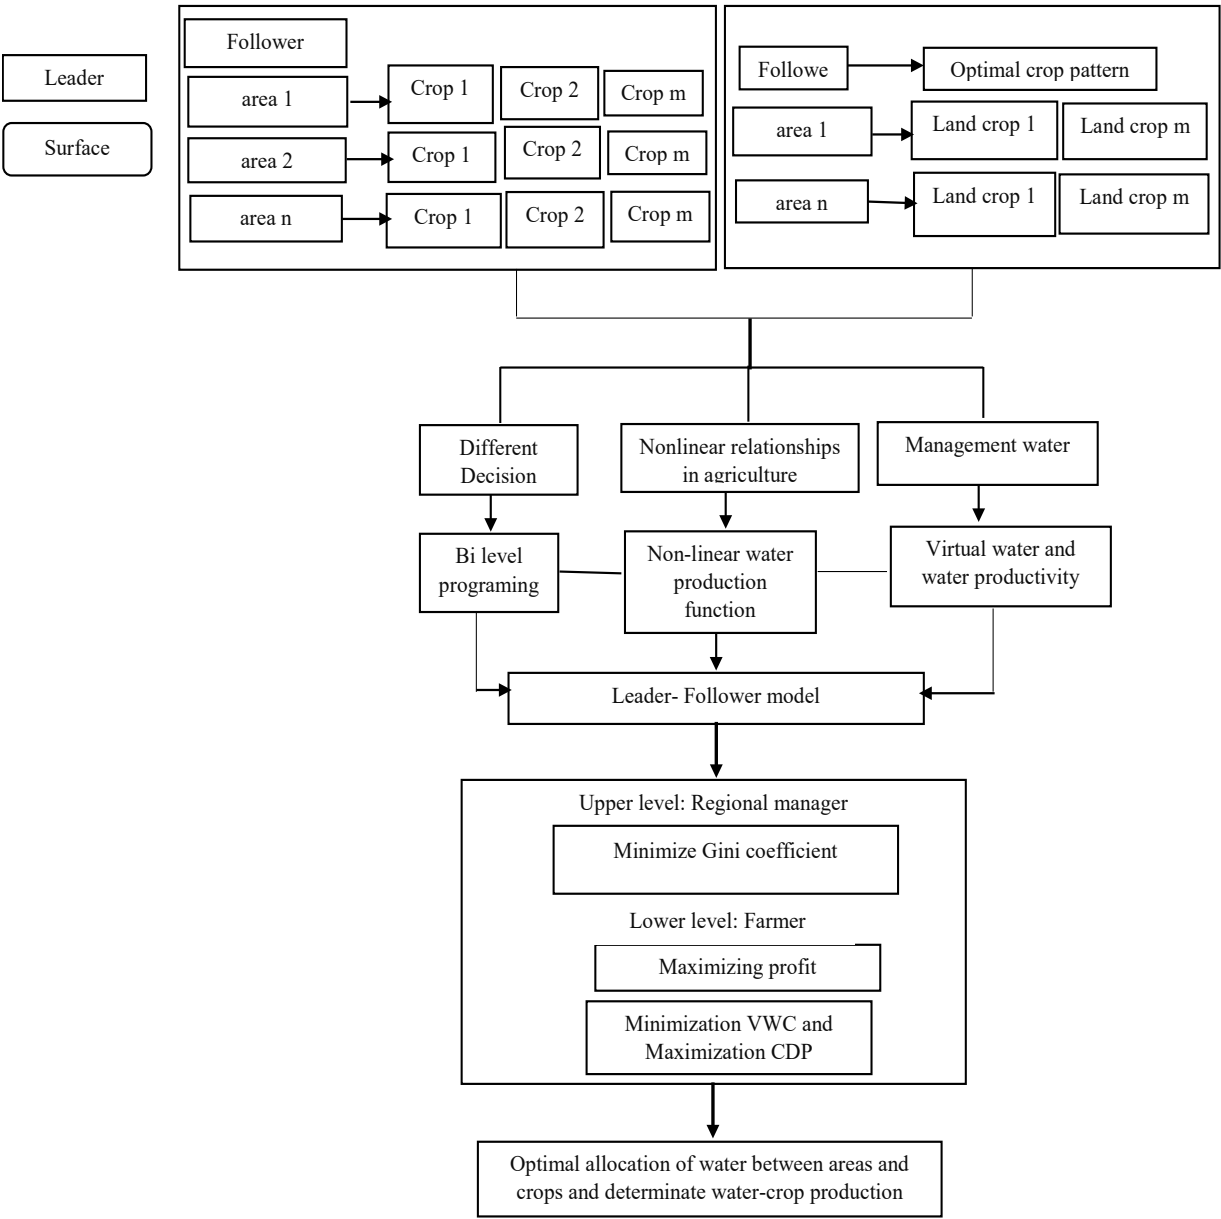 Leader
Surface
Follower
area 1
Crop 1
Crop 2
Crop m
area 2
Crop 1
Crop 2
Crop m
area n
Crop 1
Crop 2
Crop m
Followe
Optimal crop pattern
area 1
Land crop 1
Land crop m
area n
Land crop 1
Land crop m
Different
Decision
Nonlinear relationships
in agriculture
Management water
Bi level
programing
Non-linear water
production
function
Virtual water and
water productivity
Leader- Follower model
Upper level: Regional manager
Minimize Gini coefficient
Lower level: Farmer
Maximizing profit
Minimization VWC and
Maximization CDP
Optimal allocation of water between areas and
crops and determinate water-crop production